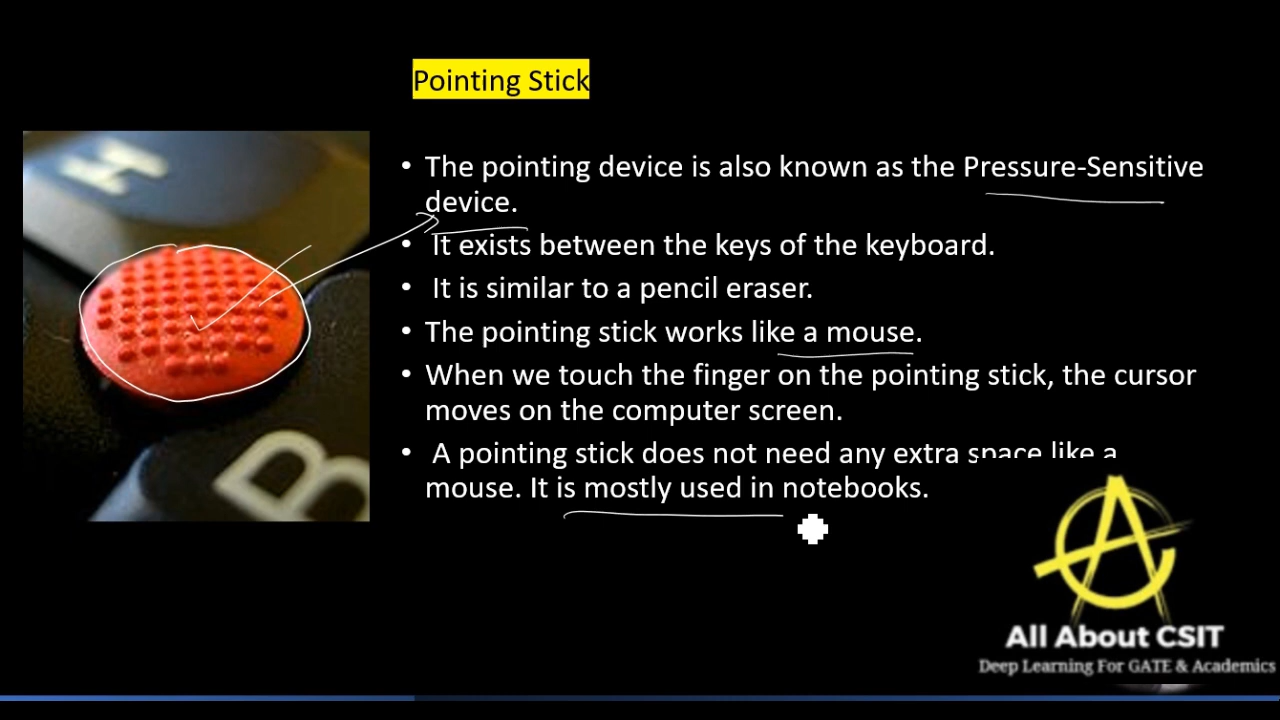 Pointing Stick
H
B
• The pointing device is also known as the Pressure-Sensitive
device.
• It exists between the keys of the keyboard.
• It is similar to a pencil eraser.
• The pointing stick works like a mouse.
• When we touch the finger on the pointing stick, the cursor
moves on the computer screen.
• A pointing stick does not need any extra space like a
mouse. It is mostly used in notebooks.
All About CSIT
Deep Learning For GATE & Academics